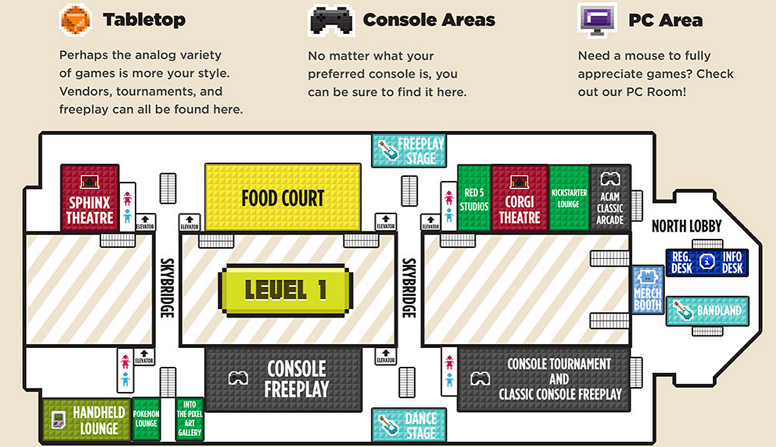 Tabletop
Perhaps the analog variety
of games is more your style.
Vendors, tournaments, and
freeplay can all be found here.
Console Areas
No matter what your
preferred console is, you
can be sure to find it here.
PC Area
Need a mouse to fully
appreciate games? Check
out our PC Room!
FREEPLAY
STAGE
SPHINX
THEATRE
FOOD COURT
RED 5
STUDIOS
CORGI
THEATRE
KICKSTARTER
LOUNGE
ACAM
CLASSIC
ARCADE
ELEVATOR
ELEVATOR
ELEVATOR
ELEVATOR
NORTH LOBBY
SKYBRIDGE
LEVEL 1
SKYBRIDGE
REG.
DESK
INFO
DESK
MERCH
BOOTH
BANDLAND
ELEVATOR
ELEVATOR
CONSOLE
FREEPLAY
CONSOLE TOURNAMENT
AND
CLASSIC CONSOLE FREEPLAY
HANDHELD
LOUNGE
POKEMON
LOUNGE
INTO
THE PIXEL
ART
GALLERY
DANCE
STAGE